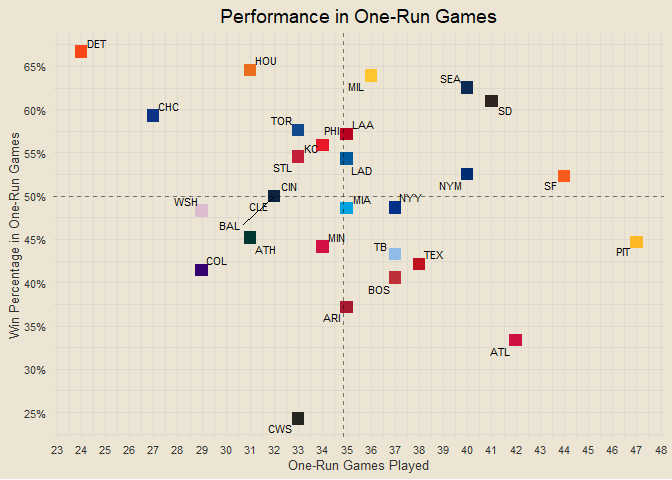 Performance in One-Run Games
Win Percentage in One-Run Games
65%
60%
55%
50%
45%
40%
35%
30%
25%
DET
HOU
MIL
SEA
SD
CHC
TOR
PHI
LAA
KC
STL
LAD
CIN
NYM
SF
WSH
CLE
MIA
NYY
BAL
ATH
MIN
TB
TEX
PIT
COL
BOS
ARI
ATL
CWS
23 24 25 26 27 28 29 30 31 32 33 34 35 36 37 38 39 40 41 42 43 44 45 46 47 48
One-Run Games Played